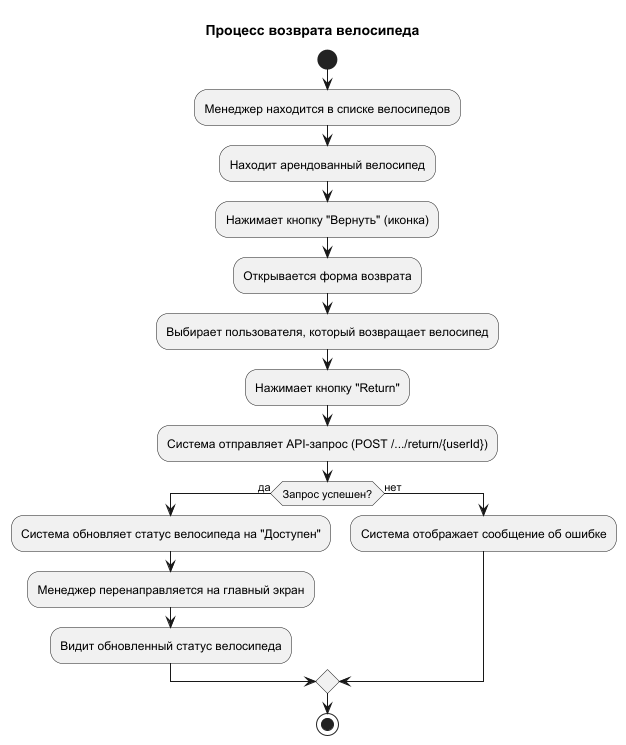 Процесс возврата велосипеда
Менеджер находится в списке велосипедов
Находит арендованный велосипед
Нажимает кнопку "Вернуть" (иконка)
Открывается форма возврата
Выбирает пользователя, который возвращает велосипед
Нажимает кнопку "Return"
Система отправляет API-запрос (POST /.../return/{userId})
да
Запрос успешен?
нет
Система обновляет статус велосипеда на "Доступен"
Система отображает сообщение об ошибке
Менеджер перенаправляется на главный экран
Видит обновленный статус велосипеда